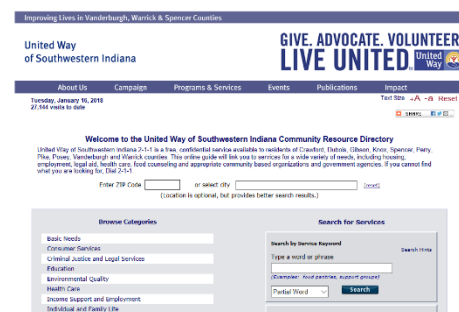 Improving Lives in Vanderburgh, Warrick & Spencer Counties
United Way
of Southwestern Indiana
GIVE. ADVOCATE. VOLUNTEER
LIVE UNITED
United
Way
About Us Campaign Programs & Services Events Publications Impact
Tuesday, January 16, 2018
27,144 visits to date
Text Size +A -a Reset
SHARE
Welcome to the United Way of Southwestern Indiana Community Resource Directory
United Way of Southwestern Indiana 2-1-1 is a free, confidential service available to residents of Crawford, Dubois, Gibson, Knox, Spencer, Perry,
Pike, Posey, Vanderburgh and Warrick counties. This online guide will link you to services for a wide variety of needs, including housing,
employment, legal aid, health care, food counseling and appropriate community based organizations and government agencies. If you cannot find
what you are looking for, Dial 2-1-1.
Enter ZIP Code or select city [reset]
(Location is optional, but provides better search results.)
Browse Categories
Basic Needs
Consumer Services
Criminal Justice and Legal Services
Education
Environmental Quality
Health Care
Income Support and Employment
Individual and Family Life
Search for Services
Search by Service Keyword
Search Hints
Type a word or phrase
(Examples: food pantries, support groups)
Partial Word Search